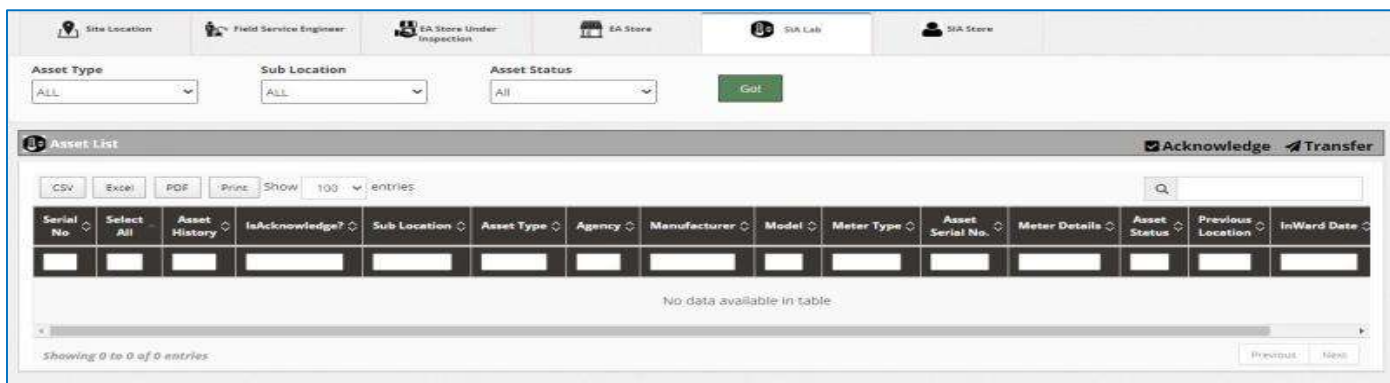 Site Location Field Service Engineer EA Store Under Inspection EA Store SIA Lab SIA Store
Asset Type Sub Location Asset Status
ALL ALL All Go!
Asset List Acknowledge Transfer
CSV Excel PDF Print Show 100 entries
Serial No Select All Asset History IsAcknowledge? Sub Location Asset Type Agency Manufacturer Model Meter Type Asset Serial No. Meter Details Asset Status Previous Location InWard Date
No data available in table
Showing 0 to 0 of 0 entries Previous Next